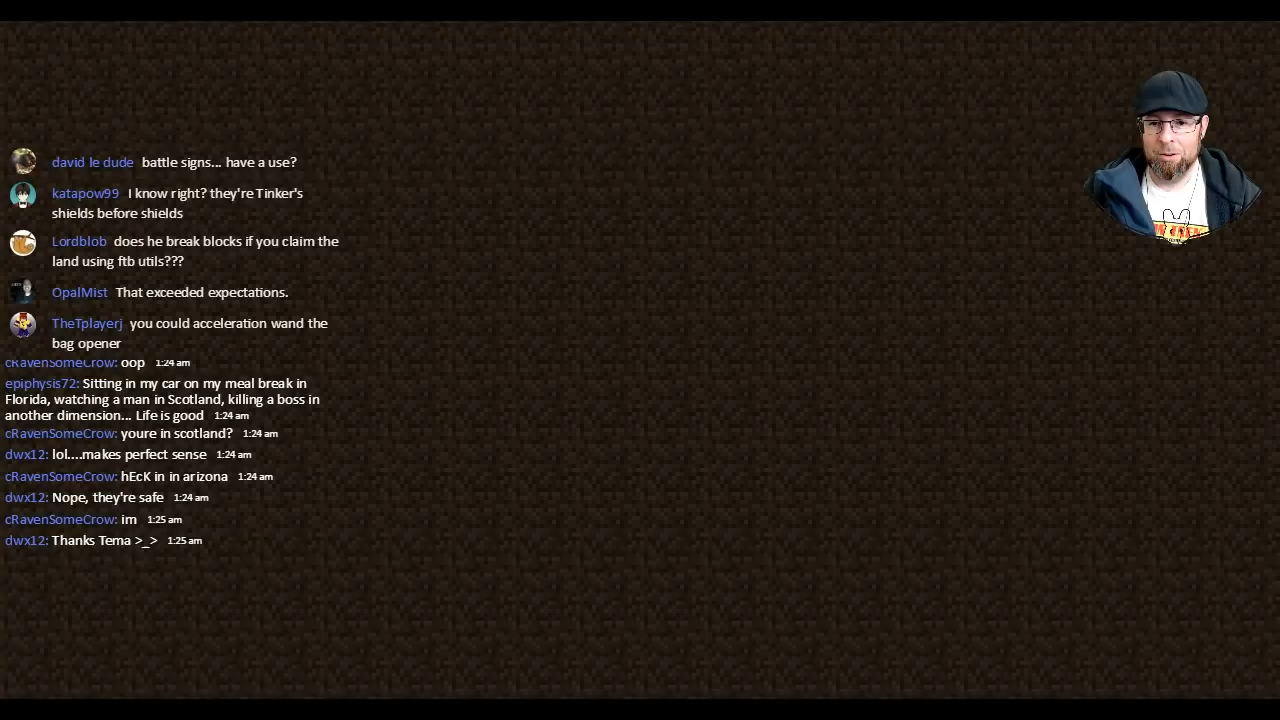 david le dude battle signs... have a use?
katapow99 I know right? they're Tinker's
shields before shields
Lordblob does he break blocks if you claim the
land using ftb utils???
OpalMist That exceeded expectations.
TheTplayerj you could acceleration wand the
bag opener
cRavenSomeCrow: oop 1:24 am
epiphysis72: Sitting in my car on my meal break in
Florida, watching a man in Scotland, killing a boss in
another dimension... Life is good 1:24 am
cRavenSomeCrow: youre in scotland? 1:24 am
dwx12: lol....makes perfect sense 1:24 am
cRavenSomeCrow: hEcK in in arizona 1:24 am
dwx12: Nope, they're safe 1:24 am
cRavenSomeCrow: im 1:25 am
dwx12: Thanks Tema >_> 1:25 am